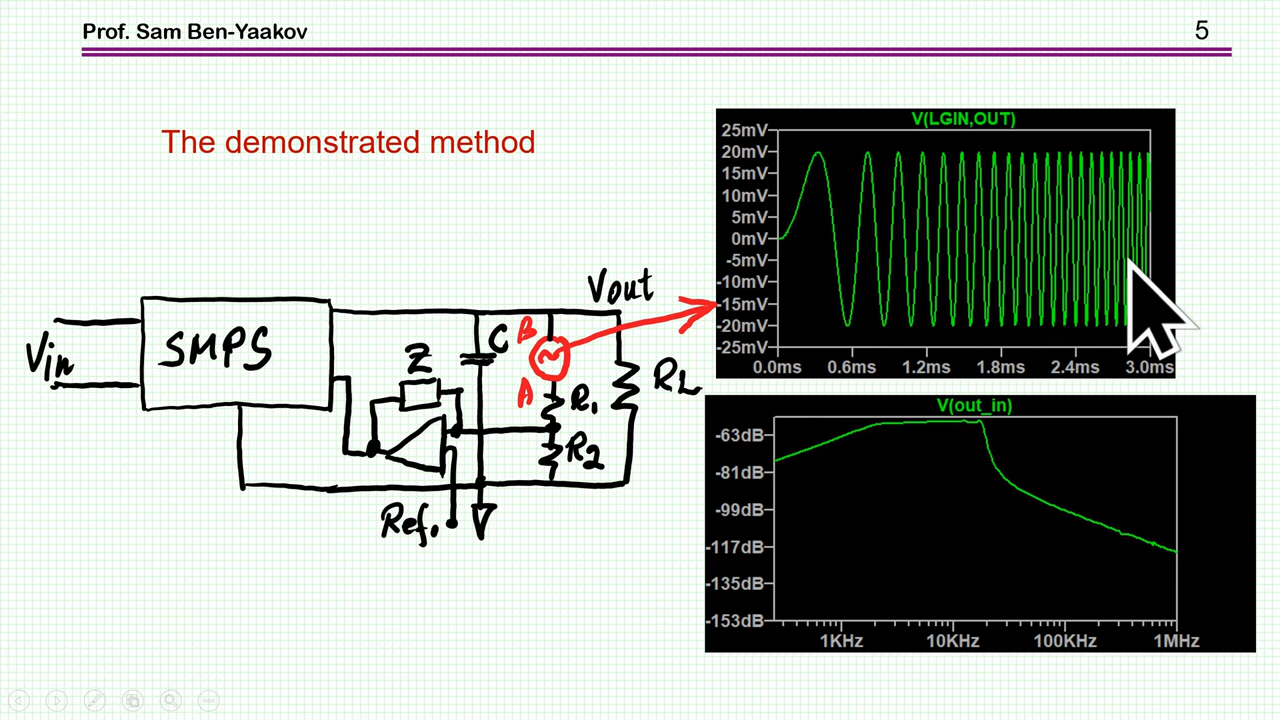 Prof. Sam Ben-Yaakov
5
The demonstrated method
Vin
SMPS
Z
C
B
A
Vout
R1
R2
RL
Ref.
V(LGIN,OUT)
25mV
20mV
15mV
10mV
5mV
0mV
-5mV
-10mV
-15mV
-20mV
-25mV
0.0ms 0.6ms 1.2ms 1.8ms 2.4ms 3.0ms
V(out_in)
-63dB
-81dB
-99dB
-117dB
-135dB
-153dB
1KHz 10KHz 100KHz 1MHz